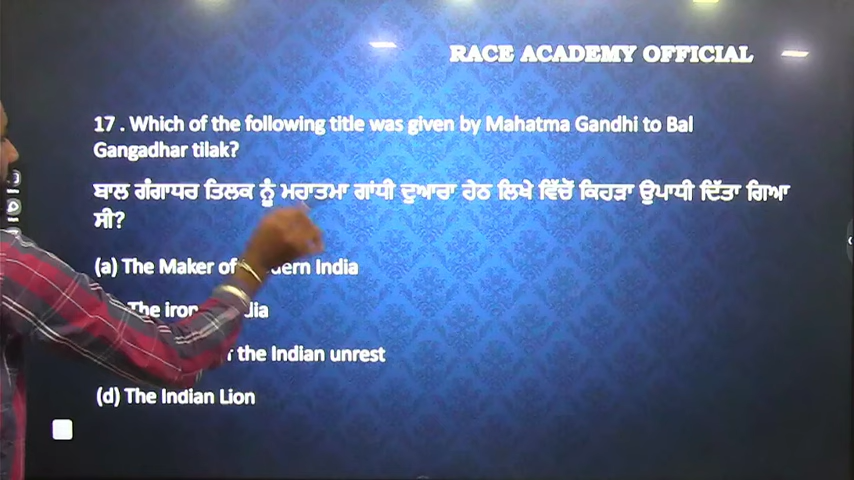 RACE ACADEMY OFFICIAL
17 . Which of the following title was given by Mahatma Gandhi to Bal
Gangadhar tilak?
ਬਾਲ ਗੰਗਾਧਰ ਤਿਲਕ ਨੂੰ ਮਹਾਤਮਾ ਗਾਂਧੀ ਦੁਆਰਾ ਹੇਠ ਲਿਖੇ ਵਿੱਚੋਂ ਕਿਹੜਾ ਉਪਾਧੀ ਦਿੱਤਾ ਗਿਆ
ਸੀ?
(a) The Maker of India
The
the Indian unrest
(d) The Indian Lion